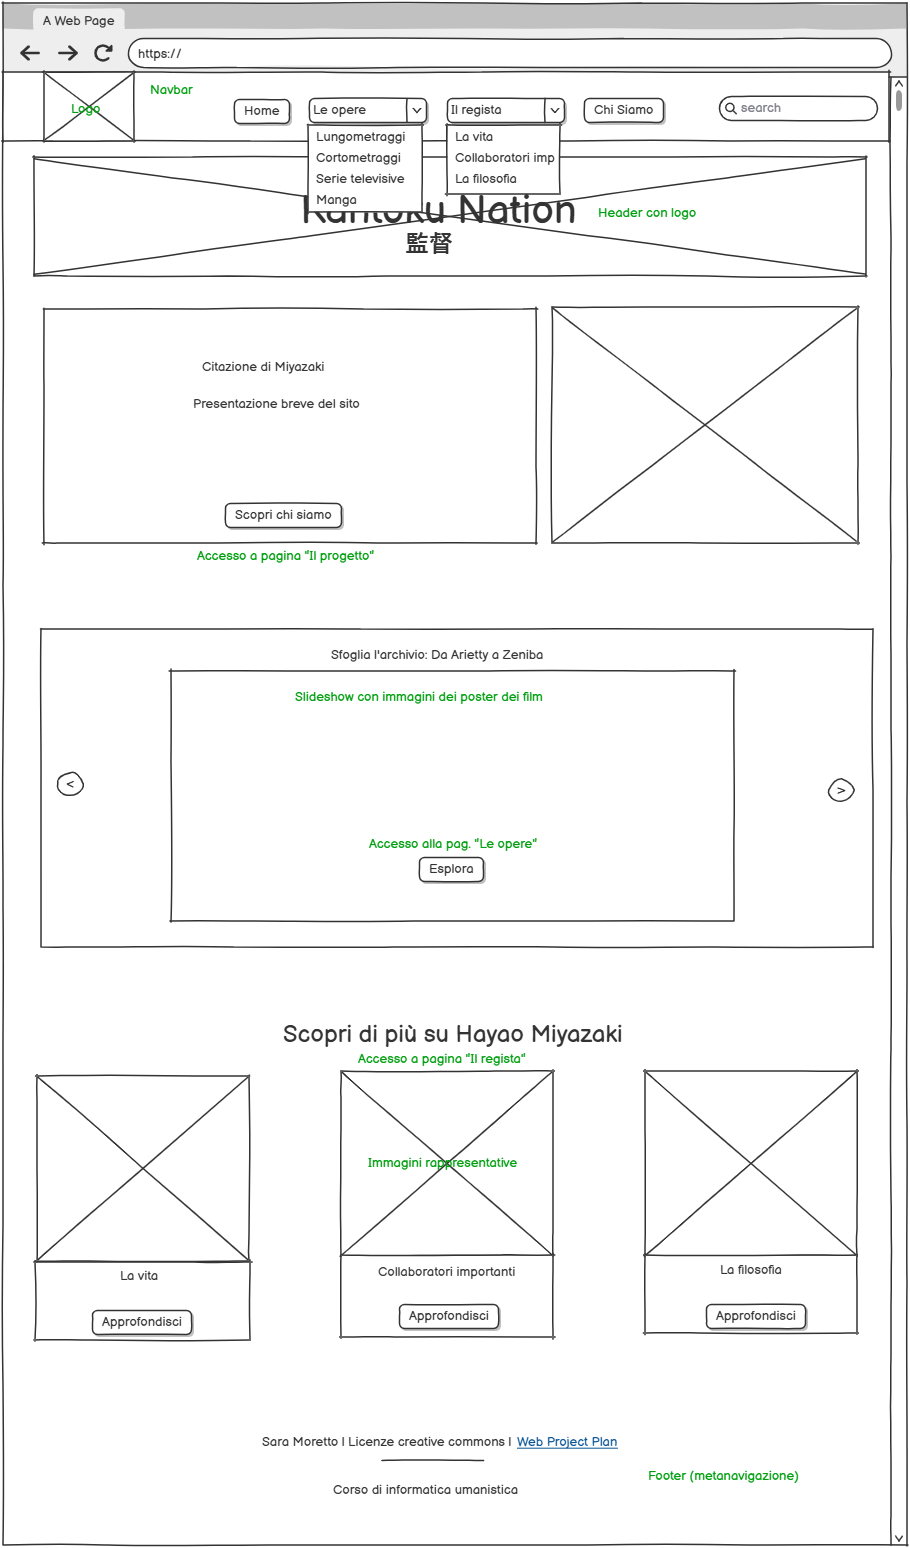 A Web Page
https://
Navbar
Logo
Home
Le opere
Il regista
Chi Siamo
search
Lungometraggi
Cortometraggi
Serie televisive
Manga
La vita
Collaboratori imp
La filosofia
Kantoku Nation
監督
Header con logo
Citazione di Miyazaki
Presentazione breve del sito
Scopri chi siamo
Accesso a pagina "Il progetto"
Sfoglia l'archivio: Da Arietty a Zeniba
Slideshow con immagini dei poster dei film
<
>
Accesso alla pag. "Le opere"
Esplora
Scopri di più su Hayao Miyazaki
Accesso a pagina "Il regista"
Immagini rappresentative
La vita
Approfondisci
Collaboratori importanti
Approfondisci
La filosofia
Approfondisci
Sara Moretto | Licenze creative commons | Web Project Plan
Footer (metanavigazione)
Corso di informatica umanistica